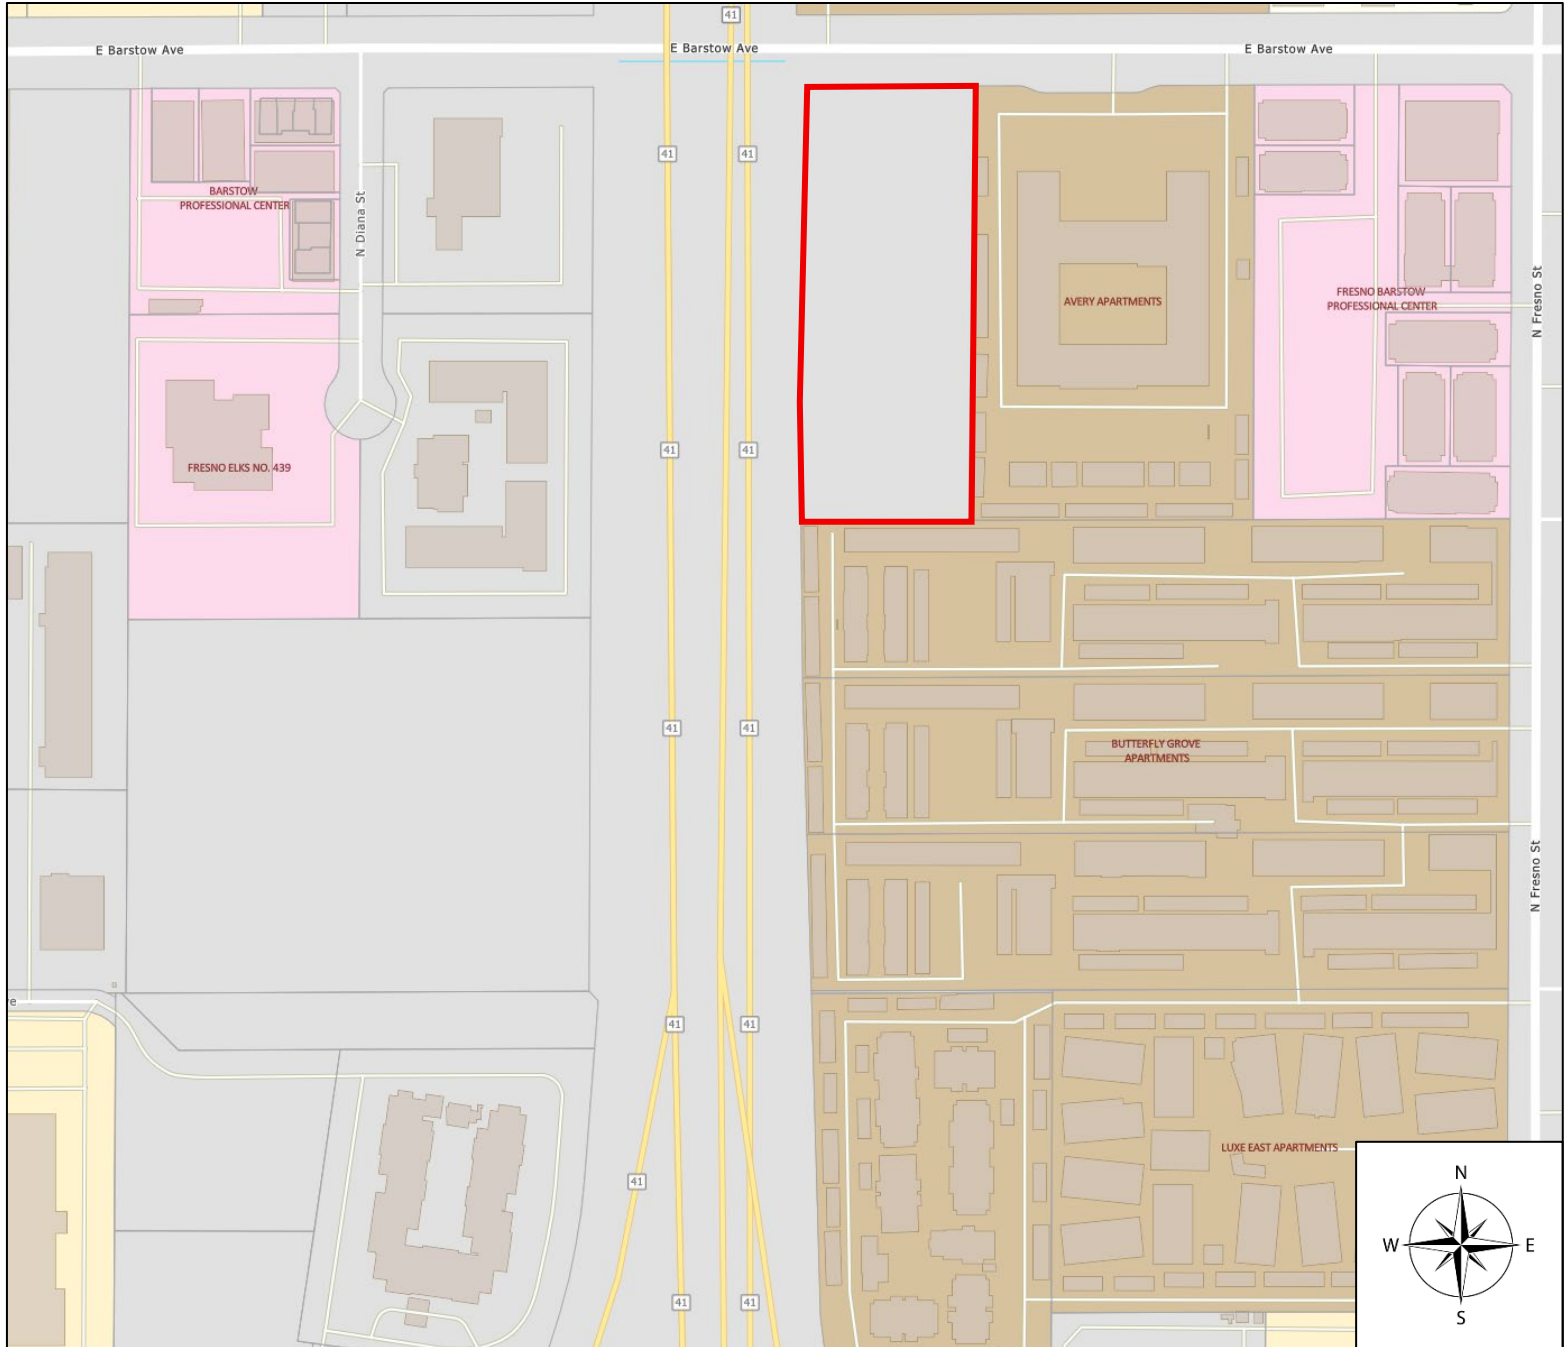 41
E Barstow Ave
E Barstow Ave
E Barstow Ave
41
41
BARSTOW
PROFESSIONAL CENTER
N Diana St
N Fresno St
FRESNO BARSTOW
PROFESSIONAL CENTER
AVERY APARTMENTS
41
41
FRESNO ELKS NO. 439
41
41
BUTTERFLY GROVE
APARTMENTS
N Fresno St
ve
41
41
LUXE EAST APARTMENTS
41
N
W
E
S
41
41